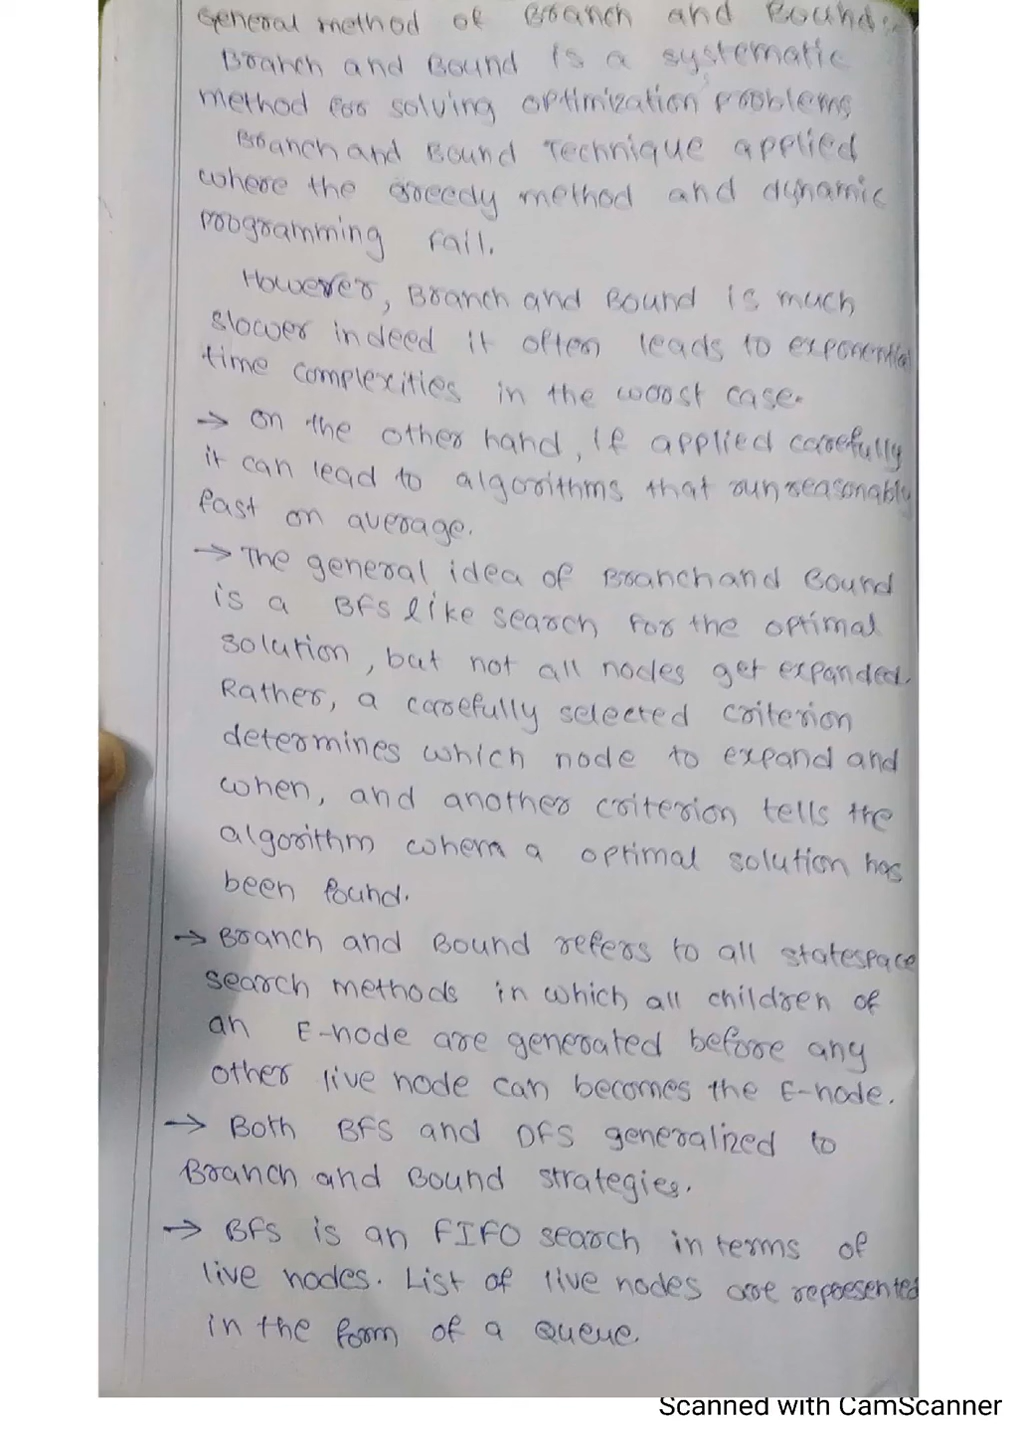 General method of Branch and Bound:-
Branch and Bound is a systematic
method for solving optimization problems
Branch and Bound Technique applied
where the Greedy method and dynamic
programming fail.
However, Branch and Bound is much
slower indeed it often leads to exponential
time complexities in the worst case.
→ on the other hand, if applied carefully
it can lead to algorithms that run reasonably
fast on average.
→ The general idea of Branch and Bound
is a BFS like search for the optimal
solution, but not all nodes get expanded.
Rather, a carefully selected criterion
determines which node to expand and
when, and another criterion tells the
algorithm when a optimal solution has
been found.
→ Branch and Bound refers to all statespace
search methods in which all children of
an E-node are generated before any
other live node can becomes the E-node.
→ Both BFS and DFS generalized to
Branch and Bound strategies.
→ BFS is an FIFO search in terms of
live nodes. List of live nodes are represented
in the form of a Queue.
Scanned with CamScanner